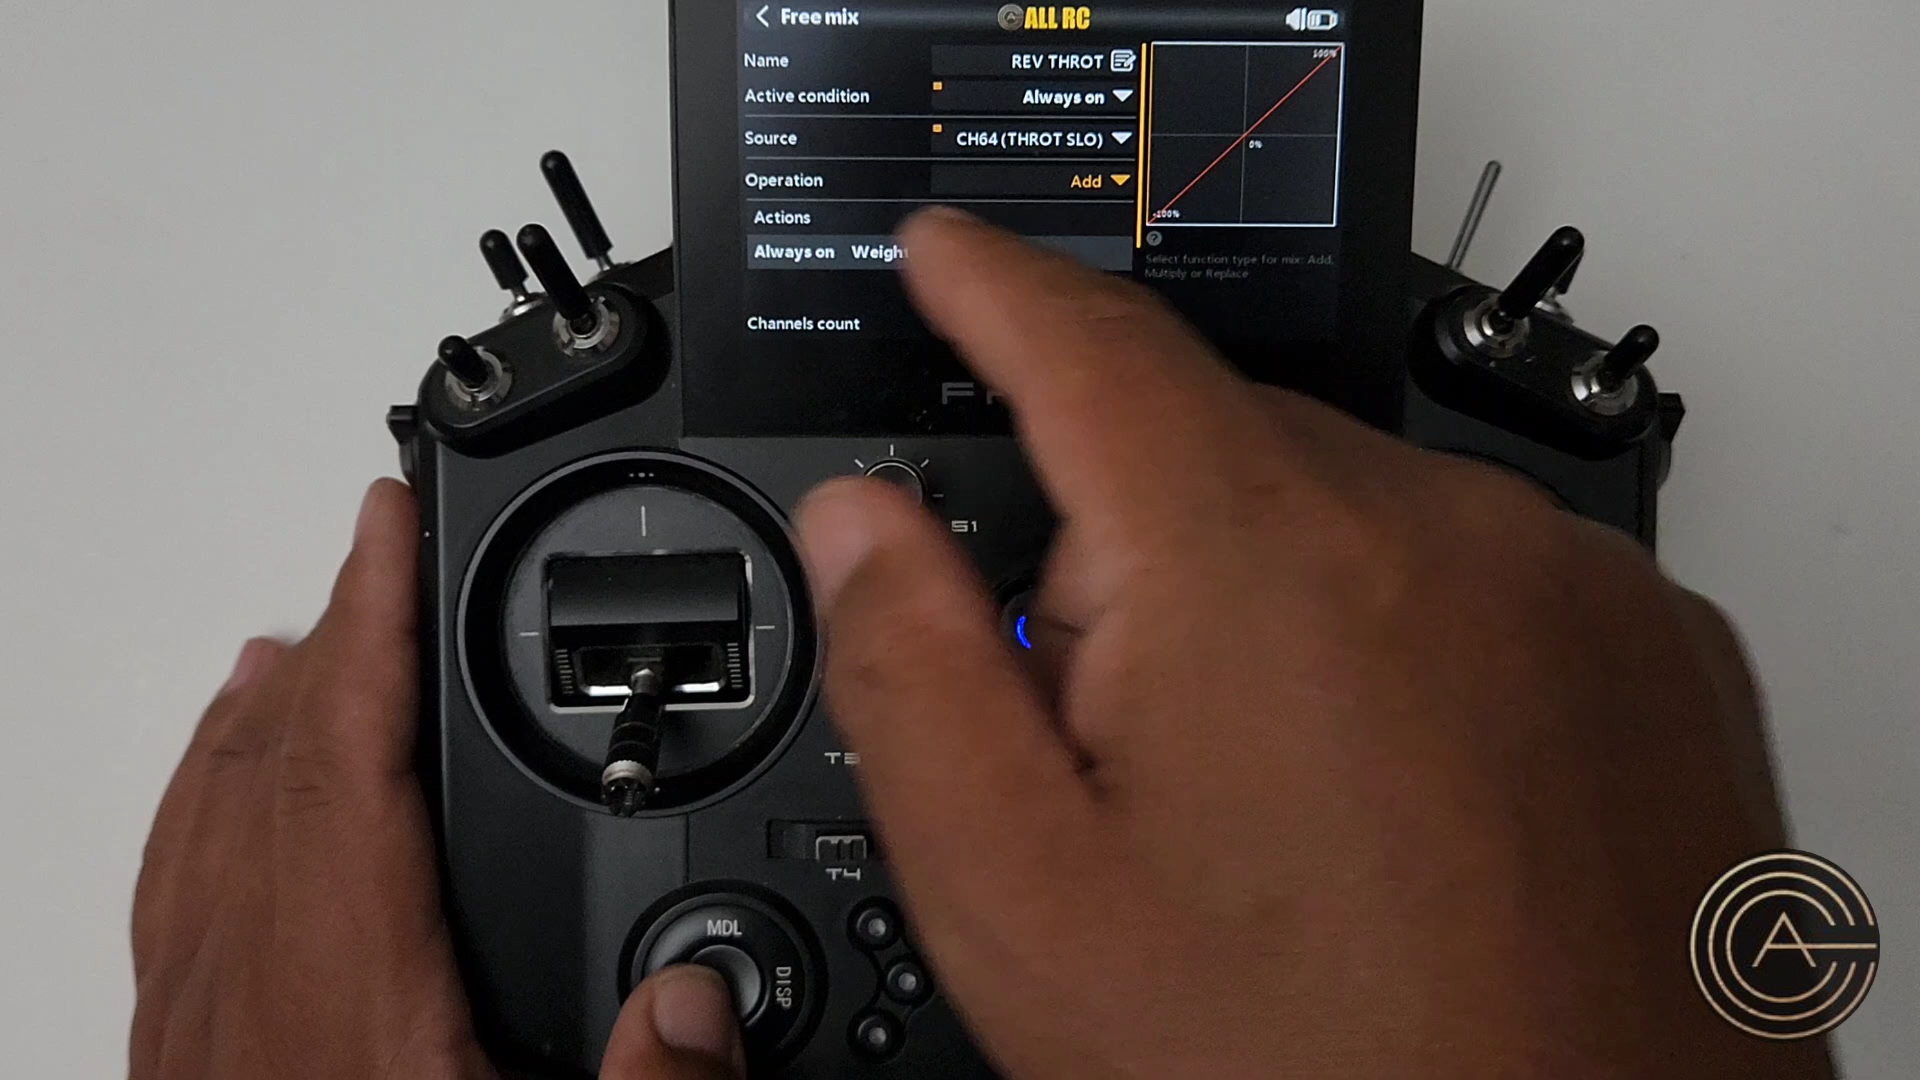 Free mix
ALL RC
Name
REV THROT
100%
Active condition
Always on
Source
CH64 (THROT SLO)
0%
Operation
Add
-100%
Actions
Always on Weigh
Select function type for mix: Add,
Multiply or Replace
Channels count
S1
T4
MDL
DISP
A